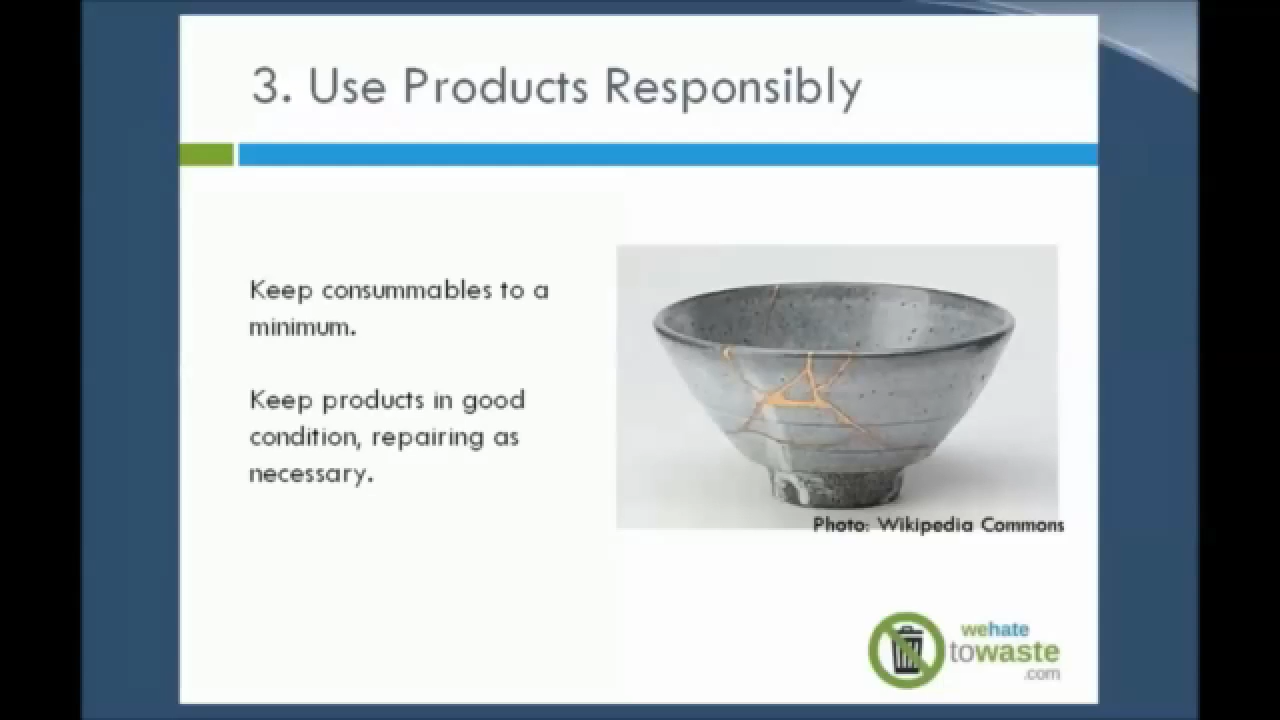 3. Use Products Responsibly
Keep consummables to a
minimum.
Keep products in good
condition, repairing as
necessary.
Photo: Wikipedia Commons
wehate
towaste
.com